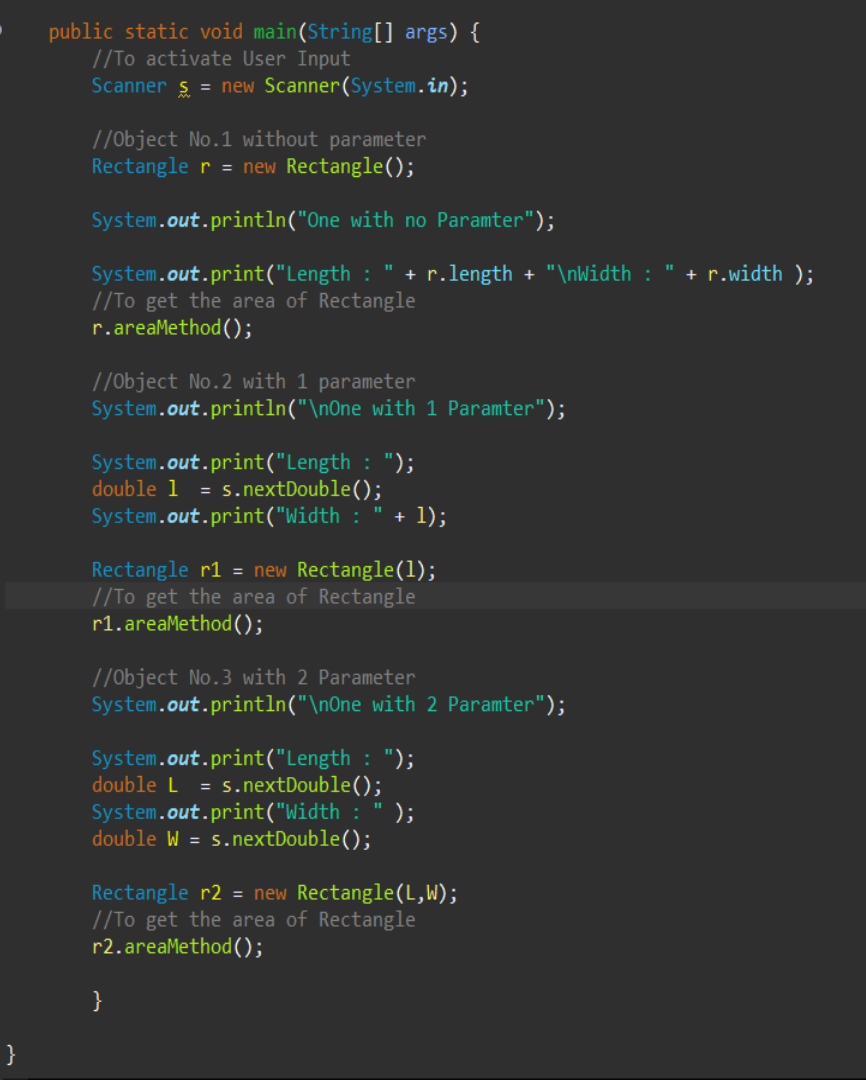 public static void main(String[] args) {
//To activate User Input
Scanner s = new Scanner(System.in);
//Object No.1 without parameter
Rectangle r = new Rectangle();
System.out.println("One with no Paramter");
System.out.print("Length : " + r.length + "\nWidth : " + r.width );
//To get the area of Rectangle
r.areaMethod();
//Object No.2 with 1 parameter
System.out.println("\nOne with 1 Paramter");
System.out.print("Length : ");
double l  = s.nextDouble();
System.out.print("Width : " + l);
Rectangle r1 = new Rectangle(l);
//To get the area of Rectangle
r1.areaMethod();
//Object No.3 with 2 Parameter
System.out.println("\nOne with 2 Paramter");
System.out.print("Length : ");
double L  = s.nextDouble();
System.out.print("Width : " );
double W = s.nextDouble();
Rectangle r2 = new Rectangle(L,W);
//To get the area of Rectangle
r2.areaMethod();
}
}